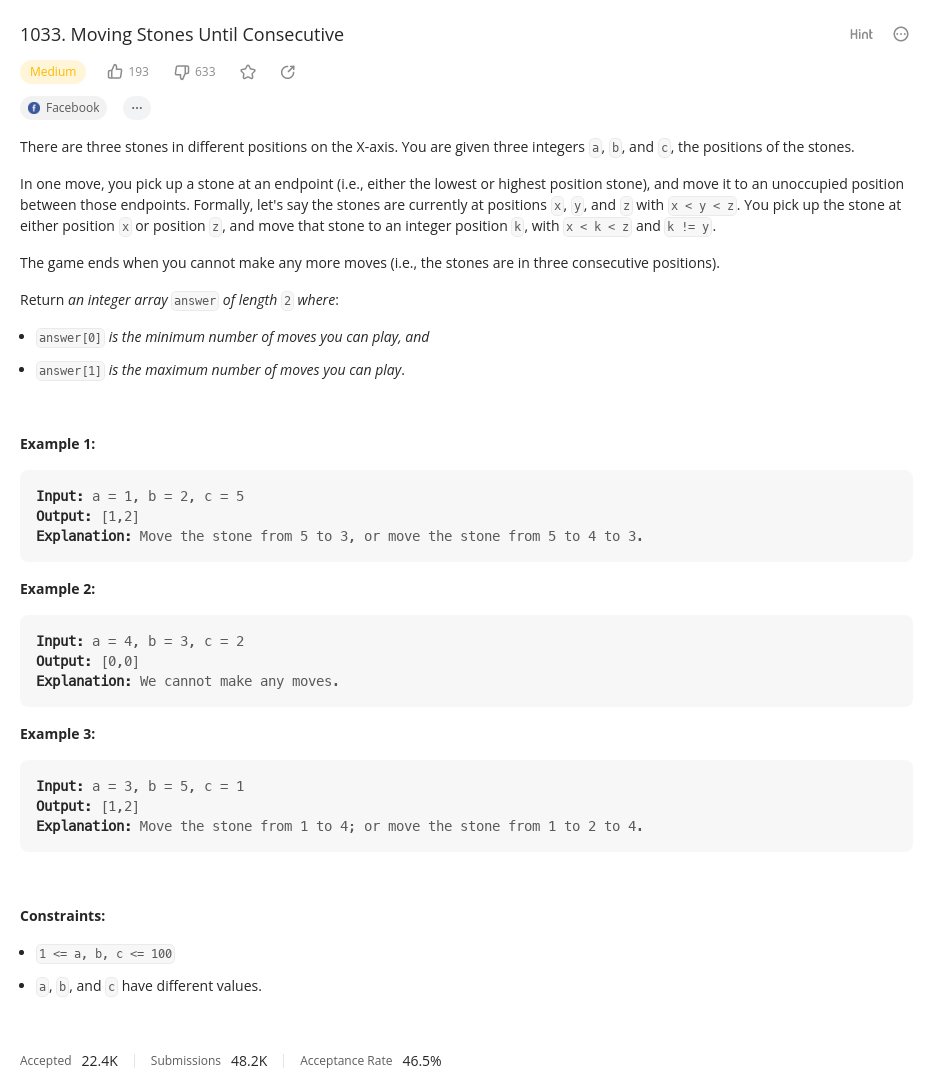 1033. Moving Stones Until Consecutive
Hint
Medium 193 633
Facebook ...
There are three stones in different positions on the X-axis. You are given three integers a, b, and c, the positions of the stones.
In one move, you pick up a stone at an endpoint (i.e., either the lowest or highest position stone), and move it to an unoccupied position
between those endpoints. Formally, let's say the stones are currently at positions x, y, and z with x < y < z. You pick up the stone at
either position x or position z, and move that stone to an integer position k, with x < k < z and k != y.
The game ends when you cannot make any more moves (i.e., the stones are in three consecutive positions).
Return an integer array answer of length 2 where:
• answer[0] is the minimum number of moves you can play, and
• answer[1] is the maximum number of moves you can play.
Example 1:
Input: a = 1, b = 2, c = 5
Output: [1,2]
Explanation: Move the stone from 5 to 3, or move the stone from 5 to 4 to 3.
Example 2:
Input: a = 4, b = 3, c = 2
Output: [0,0]
Explanation: We cannot make any moves.
Example 3:
Input: a = 3, b = 5, c = 1
Output: [1,2]
Explanation: Move the stone from 1 to 4; or move the stone from 1 to 2 to 4.
Constraints:
• 1 <= a, b, c <= 100
• a, b, and c have different values.
Accepted 22.4K Submissions 48.2K Acceptance Rate 46.5%